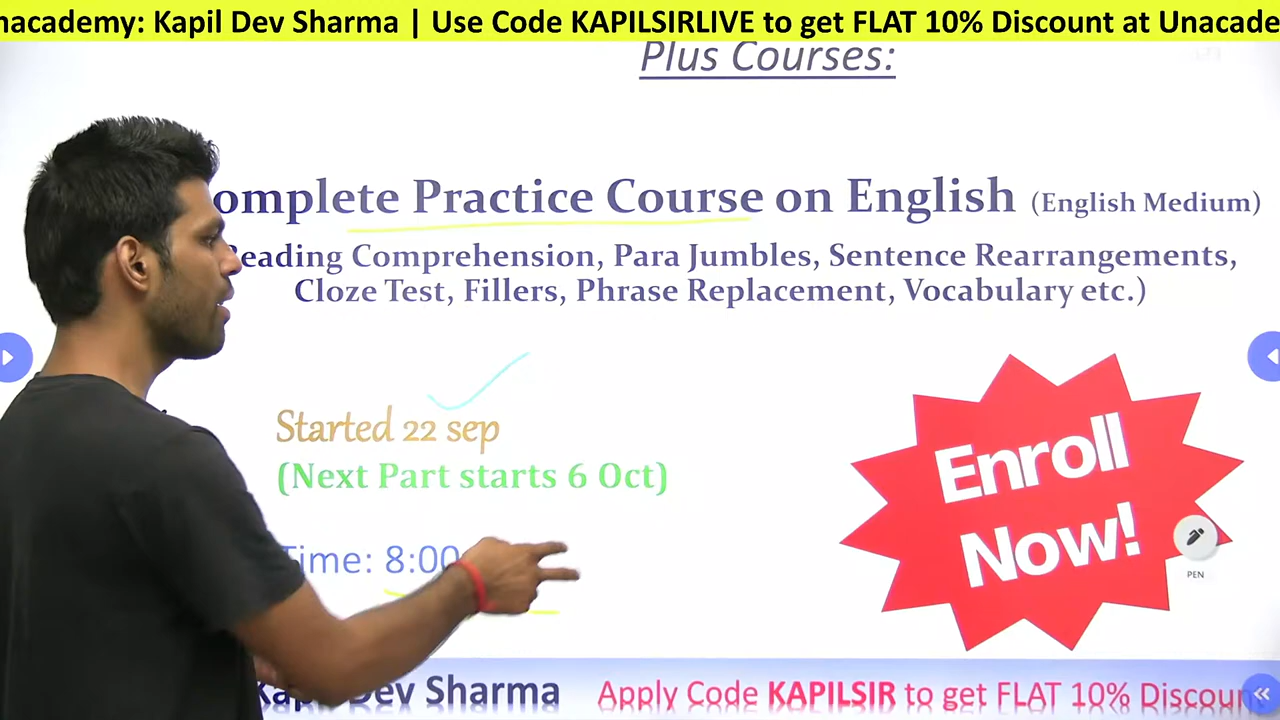 nacademy: Kapil Dev Sharma | Use Code KAPILSIRLIVE to get FLAT 10% Discount at Unacade
Plus Courses:
omplete Practice Course on English (English Medium)
eading Comprehension, Para Jumbles, Sentence Rearrangements,
Cloze Test, Fillers, Phrase Replacement, Vocabulary etc.)
Started 22 sep
(Next Part starts 6 Oct)
Time: 8:00
Enroll
Now!
PEN
Kapil Dev Sharma Apply Code KAPILSIR to get FLAT 10% Discoun